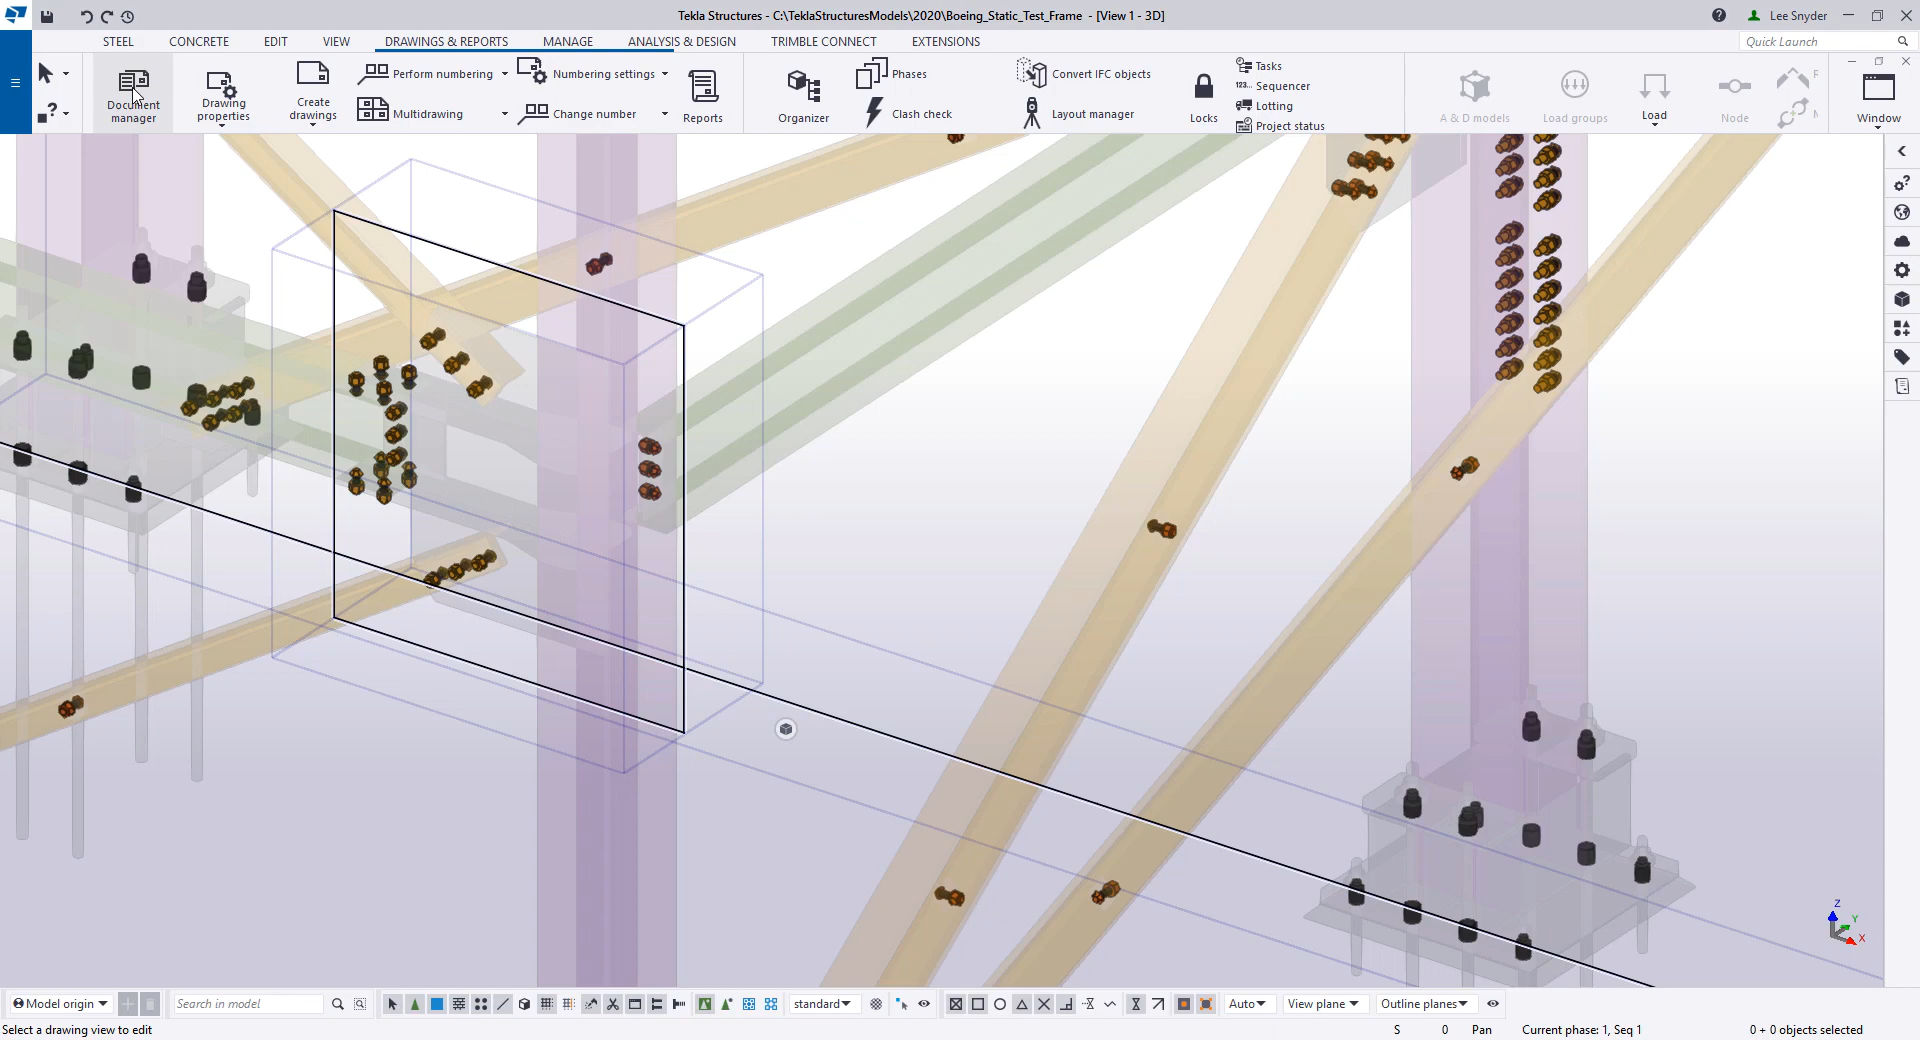 Tekla Structures - C:\TeklaStructuresModels\2020\Boeing_Static_Test_Frame - [View 1 - 3D]
Lee Snyder
STEEL CONCRETE EDIT VIEW DRAWINGS & REPORTS MANAGE ANALYSIS & DESIGN TRIMBLE CONNECT EXTENSIONS
Quick Launch
Document manager
Drawing properties
Create drawings
Perform numbering
Multidrawing
Numbering settings
Change number
Reports
Organizer
Phases
Clash check
Convert IFC objects
Layout manager
Locks
Tasks
Sequencer
Lotting
Project status
A & D models
Load groups
Load
Node
Window
Z
Y
X
Model origin
Search in model
standard
Auto
View plane
Outline planes
Select a drawing view to edit
S 0 Pan Current phase: 1, Seq 1 0 + 0 objects selected